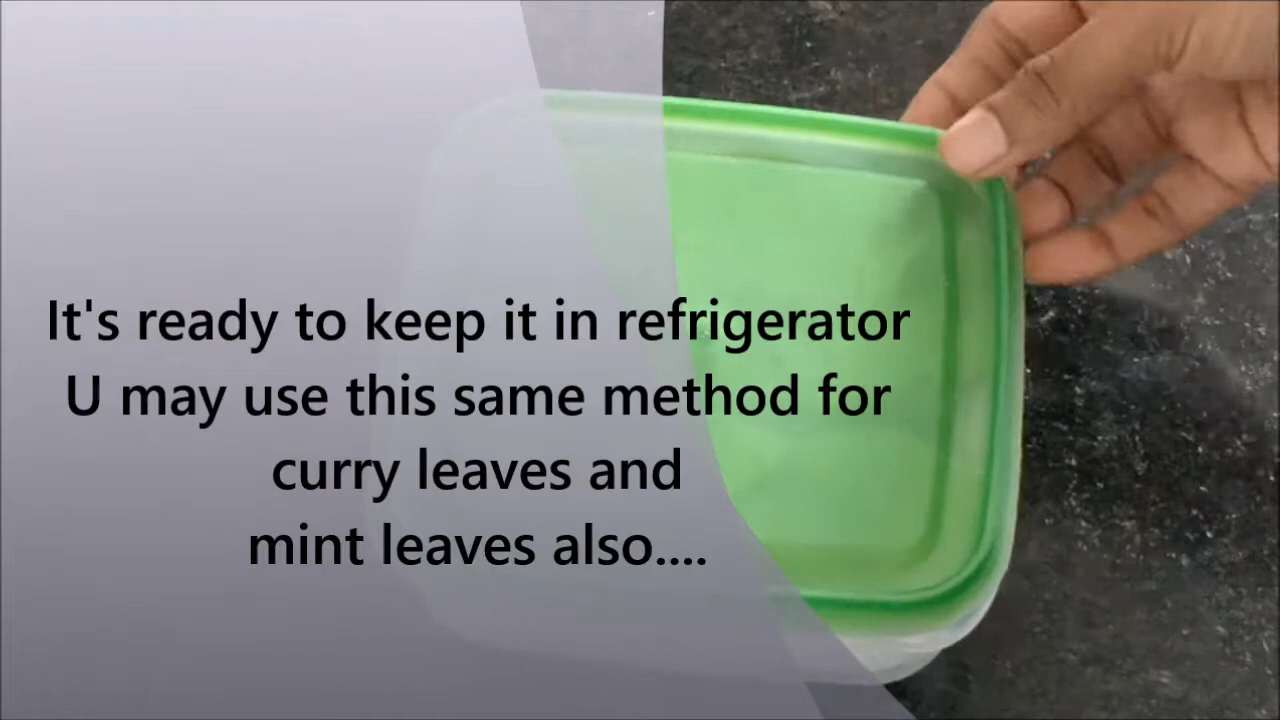 It's ready to keep it in refrigerator
U may use this same method for
curry leaves and
mint leaves also....